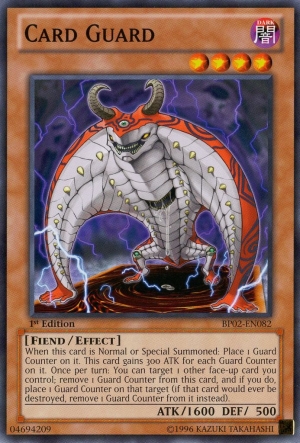 CARD GUARD
DARK
闇
1st Edition
BP02-EN082
[FIEND / EFFECT]
When this card is Normal or Special Summoned: Place 1 Guard
Counter on it. This card gains 300 ATK for each Guard Counter
on it. Once per turn: You can target 1 other face-up card you
control; remove 1 Guard Counter from this card, and if you do,
place 1 Guard Counter on that target (if that card would ever be
destroyed, remove 1 Guard Counter from it instead).
ATK/1600 DEF/ 500
04694209
©1996 KAZUKI TAKAHASHI